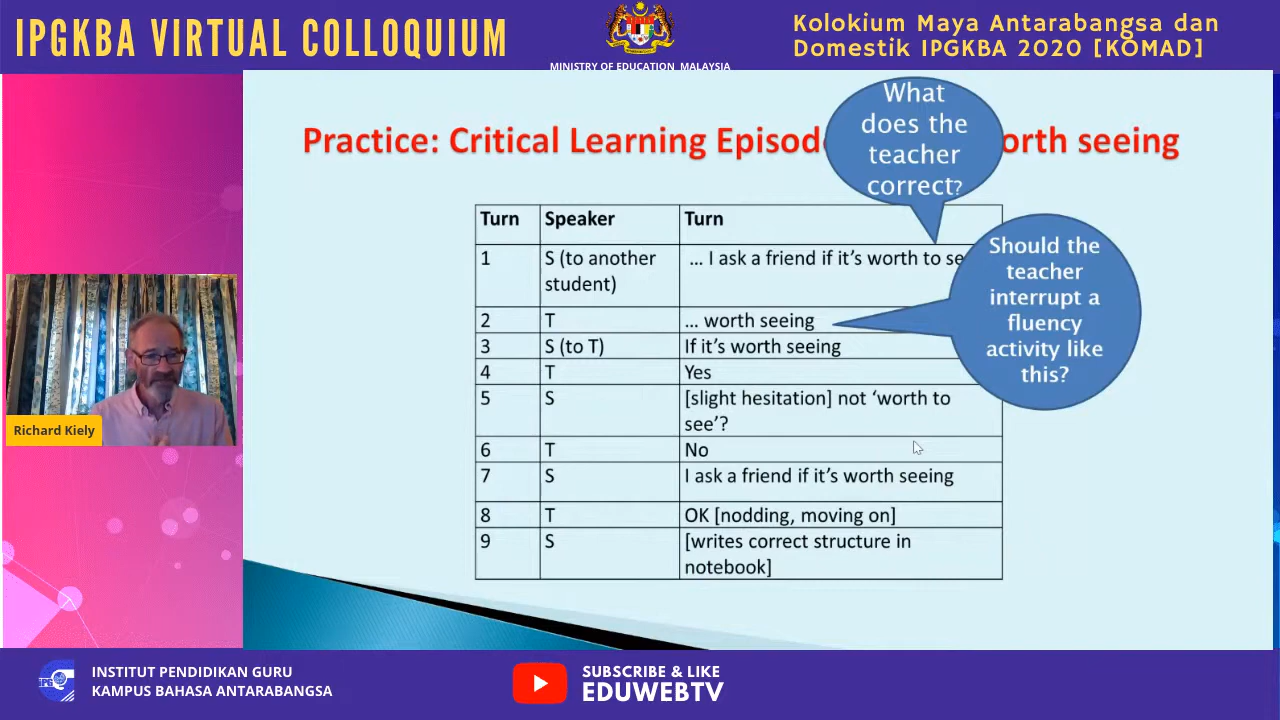 IPGKBA VIRTUAL COLLOQUIUM
MINISTRY OF EDUCATION MALAYSIA
Kolokium Maya Antarabangsa dan
Domestik IPGKBA 2020 [KOMAD]
Practice: Critical Learning Episod orth seeing
What
does the
teacher
correct?
Should the
teacher
interrupt a
fluency
activity like
this?
Turn Speaker Turn
1 S (to another student) … I ask a friend if it’s worth to se
2 T … worth seeing
3 S (to T) If it’s worth seeing
4 T Yes
5 S [slight hesitation] not ‘worth to
see’?
6 T No
7 S I ask a friend if it’s worth seeing
8 T OK [nodding, moving on]
9 S [writes correct structure in
notebook]
Richard Kiely
INSTITUT PENDIDIKAN GURU
KAMPUS BAHASA ANTARABANGSA
SUBSCRIBE & LIKE
EDUWEBTV